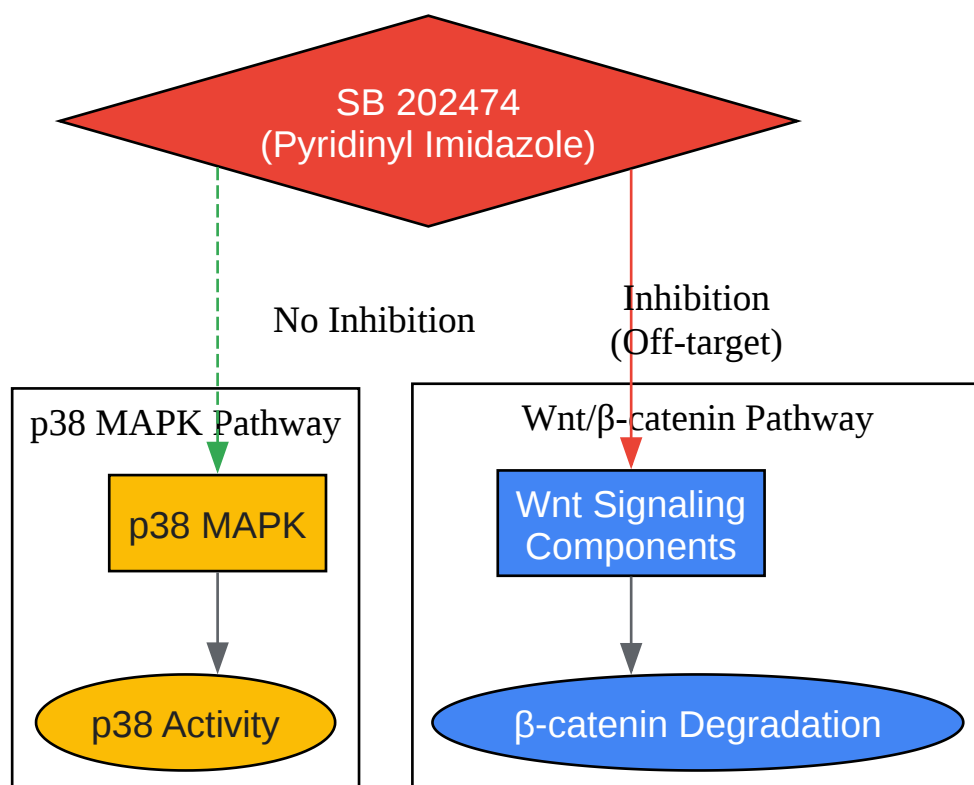 SB 202474
(Pyridinyl Imidazole)
No Inhibition
Inhibition
(Off-target)
p38 MAPK Pathway
Wnt/β-catenin Pathway
p38 MAPK
Wnt Signaling
Components
p38 Activity
β-catenin Degradation